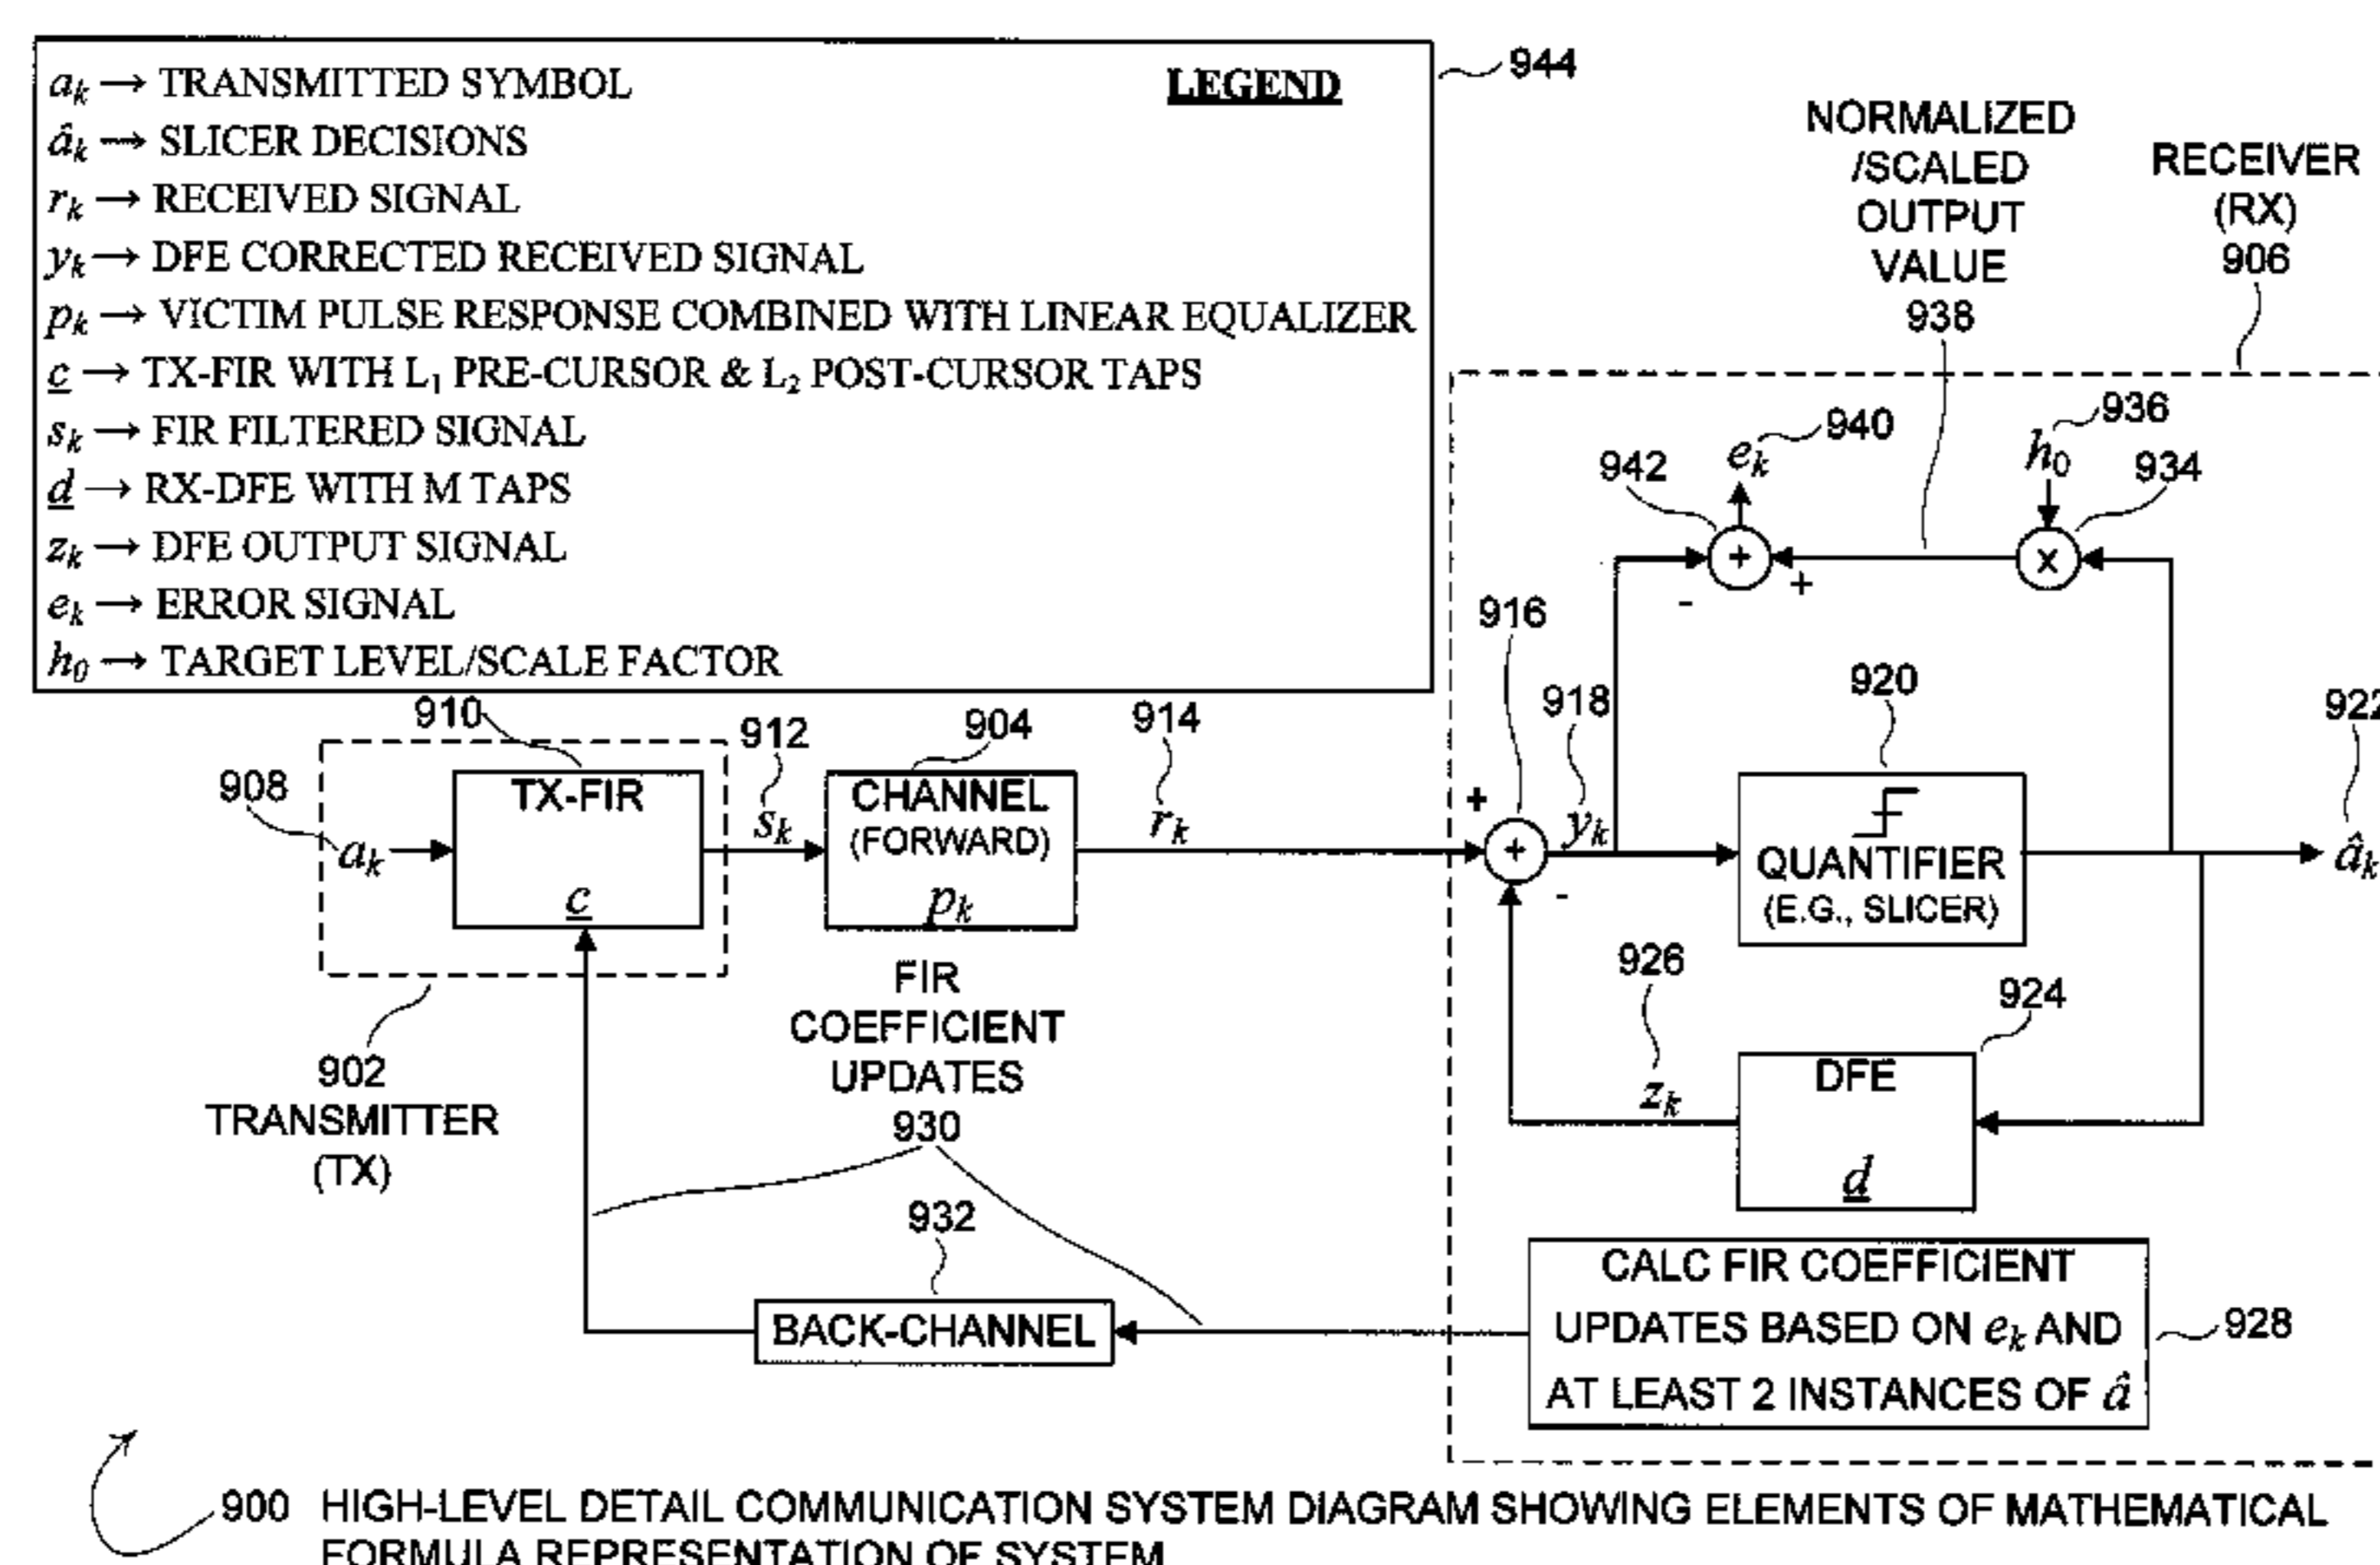 LEGEND
944
a_k → TRANSMITTED SYMBOL
â_k → SLICER DECISIONS
r_k → RECEIVED SIGNAL
y_k → DFE CORRECTED RECEIVED SIGNAL
p_k → VICTIM PULSE RESPONSE COMBINED WITH LINEAR EQUALIZER
c → TX-FIR WITH L₁ PRE-CURSOR & L₂ POST-CURSOR TAPS
s_k → FIR FILTERED SIGNAL
d → RX-DFE WITH M TAPS
z_k → DFE OUTPUT SIGNAL
e_k → ERROR SIGNAL
h_0 → TARGET LEVEL/SCALE FACTOR
NORMALIZED
/SCALED
OUTPUT
VALUE
938
RECEIVER
(RX)
906
942
e_k
940
h_0
936
934
+
x
-
+
916
918
920
922
910
912
904
914
908
a_k
TX-FIR
c
s_k
CHANNEL
(FORWARD)
p_k
r_k
+
+
-
y_k
QUANTIFIER
(E.G., SLICER)
â_k
902
TRANSMITTER
(TX)
FIR
COEFFICIENT
UPDATES
930
926
z_k
924
DFE
d
932
BACK-CHANNEL
CALC FIR COEFFICIENT
UPDATES BASED ON e_k AND
AT LEAST 2 INSTANCES OF â
928
900 HIGH-LEVEL DETAIL COMMUNICATION SYSTEM DIAGRAM SHOWING ELEMENTS OF MATHEMATICAL
FORMULA REPRESENTATION OF SYSTEM